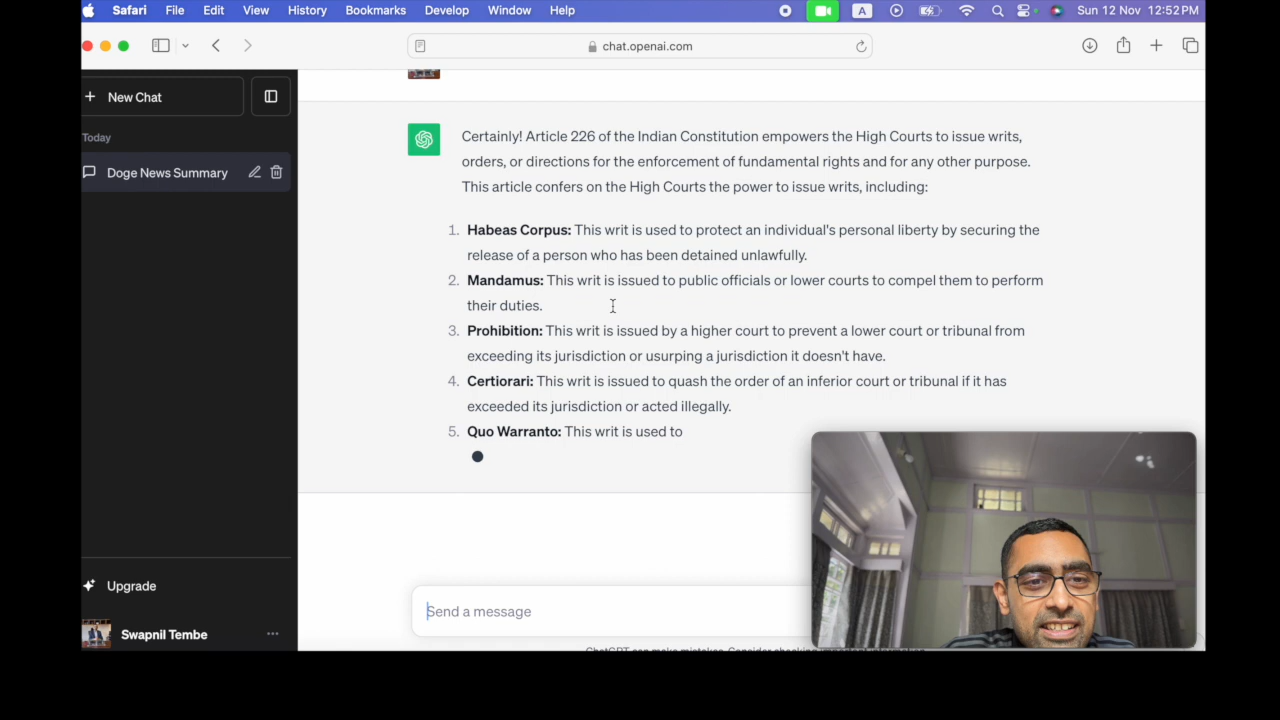 Safari File Edit View History Bookmarks Develop Window Help A Sun 12 Nov 12:52 PM
chat.openai.com
New Chat
Today
Doge News Summary
Certainly! Article 226 of the Indian Constitution empowers the High Courts to issue writs,
orders, or directions for the enforcement of fundamental rights and for any other purpose.
This article confers on the High Courts the power to issue writs, including:
1. Habeas Corpus: This writ is used to protect an individual's personal liberty by securing the
release of a person who has been detained unlawfully.
2. Mandamus: This writ is issued to public officials or lower courts to compel them to perform
their duties.
3. Prohibition: This writ is issued by a higher court to prevent a lower court or tribunal from
exceeding its jurisdiction or usurping a jurisdiction it doesn't have.
4. Certiorari: This writ is issued to quash the order of an inferior court or tribunal if it has
exceeded its jurisdiction or acted illegally.
5. Quo Warranto: This writ is used to
Upgrade
Send a message
Swapnil Tembe
ChatGPT can make mistakes. Consider checking important information.